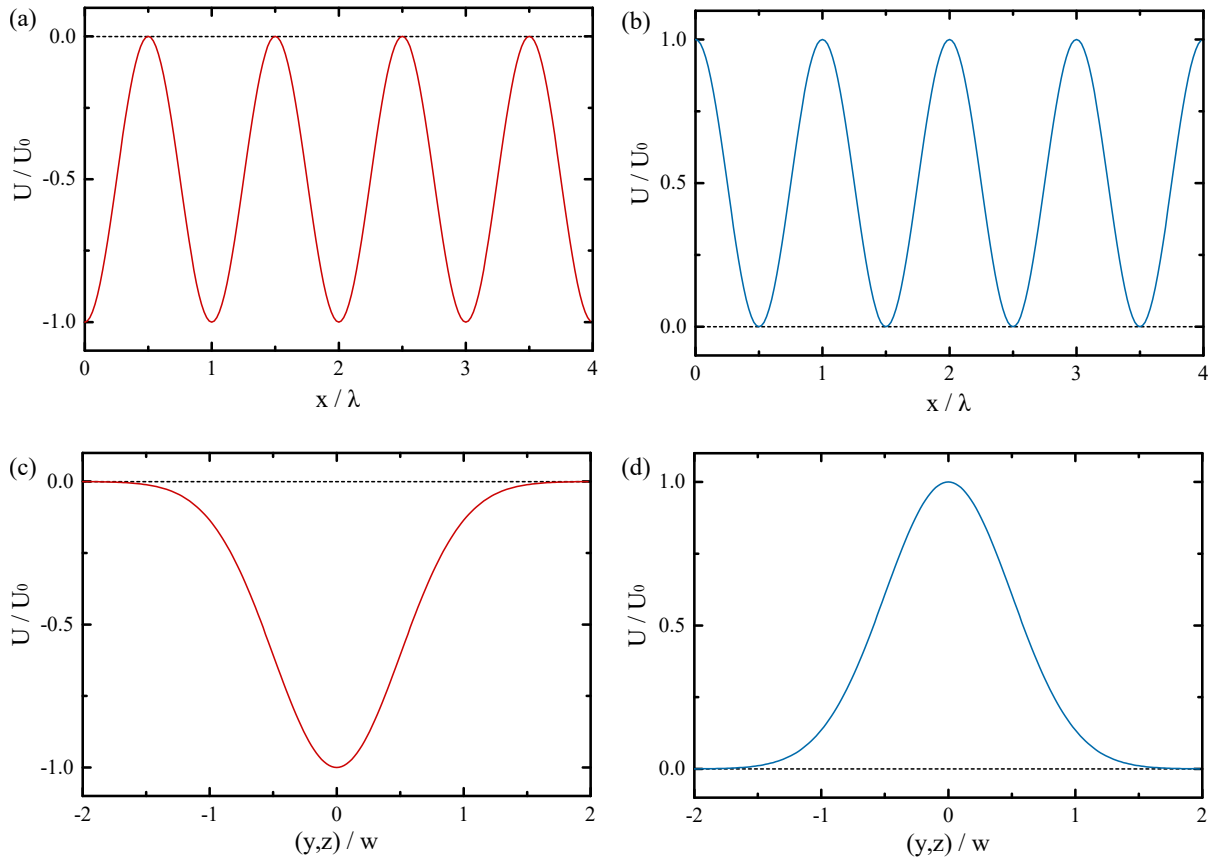 (a)
0.0
-0.5
-1.0
U / U₀
0 1 2 3 4
x / λ
(b)
1.0
0.5
0.0
U / U₀
0 1 2 3 4
x / λ
(c)
0.0
-0.5
-1.0
U / U₀
-2 -1 0 1 2
(y,z) / w
(d)
1.0
0.5
0.0
U / U₀
-2 -1 0 1 2
(y,z) / w